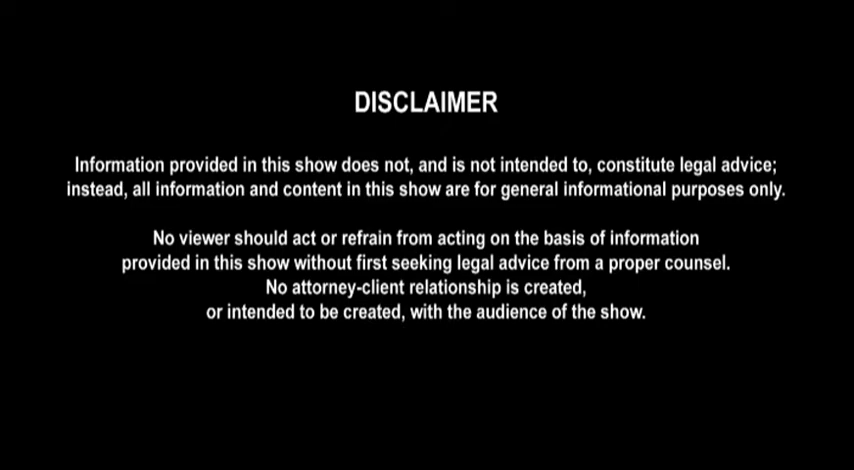 DISCLAIMER
Information provided in this show does not, and is not intended to, constitute legal advice;
instead, all information and content in this show are for general informational purposes only.
No viewer should act or refrain from acting on the basis of information
provided in this show without first seeking legal advice from a proper counsel.
No attorney-client relationship is created,
or intended to be created, with the audience of the show.